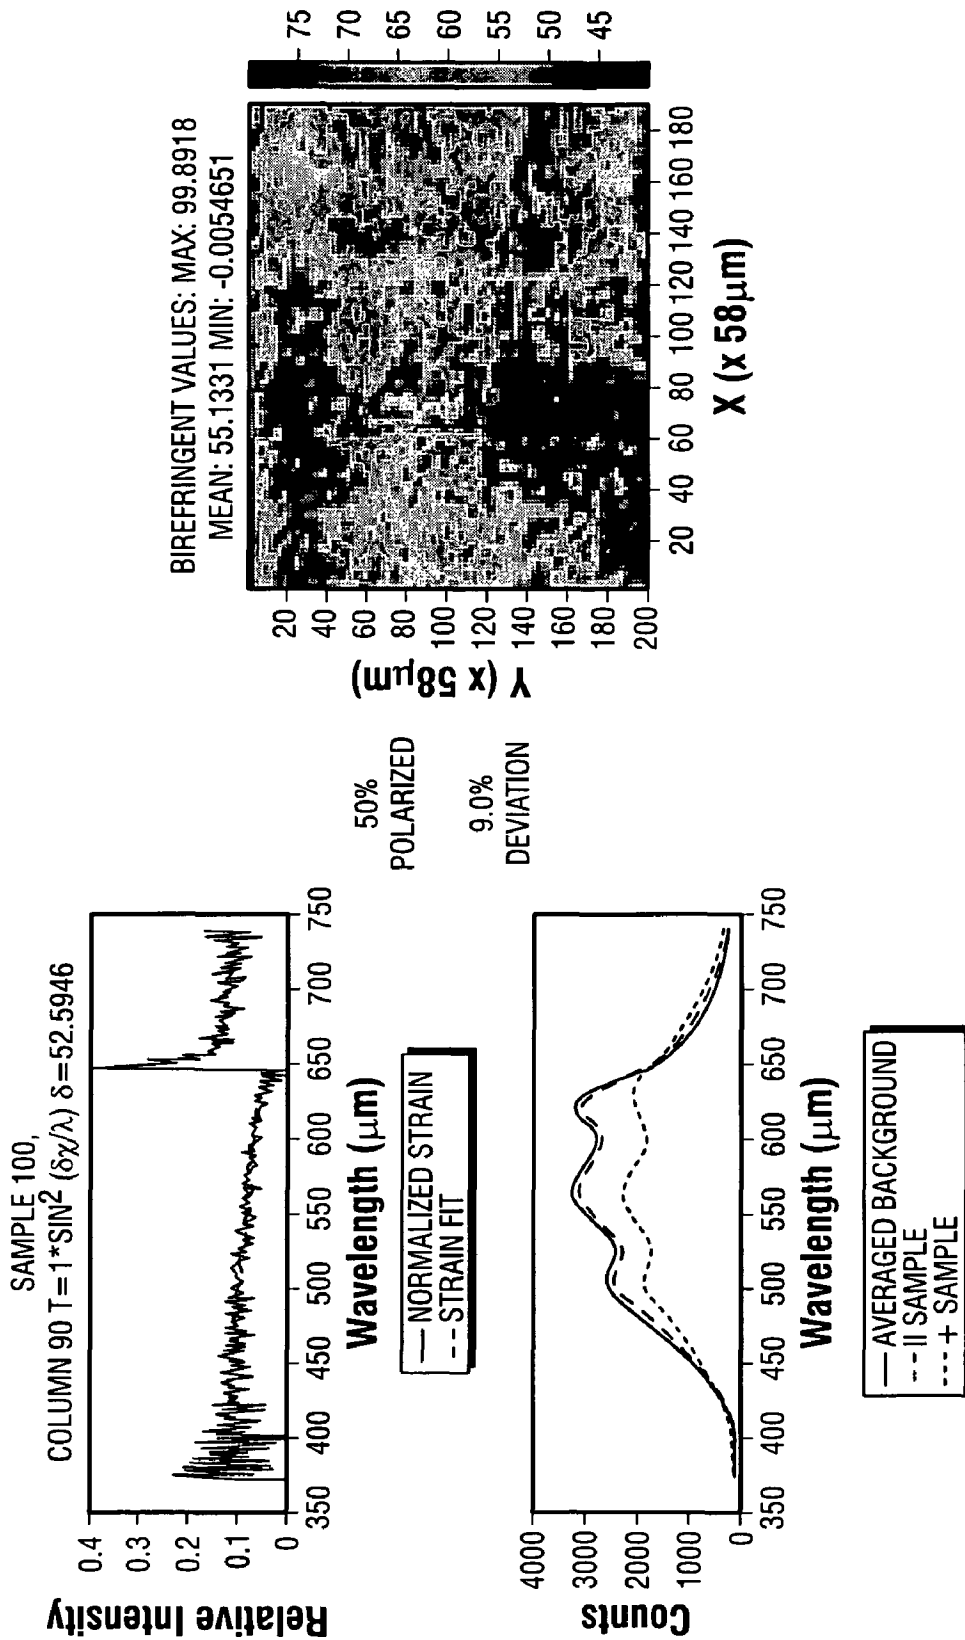 SAMPLE 100,
COLUMN 90 T=1*SIN² (δχ/λ) δ=52.5946
Relative Intensity
0.4
0.3
0.2
0.1
0
350 400 450 500 550 600 650 700 750
Wavelength (μm)
NORMALIZED STRAIN
STRAIN FIT
Counts
4000
3000
2000
1000
0
350 400 450 500 550 600 650 700 750
Wavelength (μm)
AVERAGED BACKGROUND
II SAMPLE
+ SAMPLE
50%
POLARIZED
9.0%
DEVIATION
BIREFRINGENT VALUES: MAX: 99.8918
MEAN: 55.1331 MIN: -0.0054651
Y (x 58μm)
20
40
60
80
100
120
140
160
180
200
20 40 60 80 100 120 140 160 180
X (x 58μm)
75
70
65
60
55
50
45